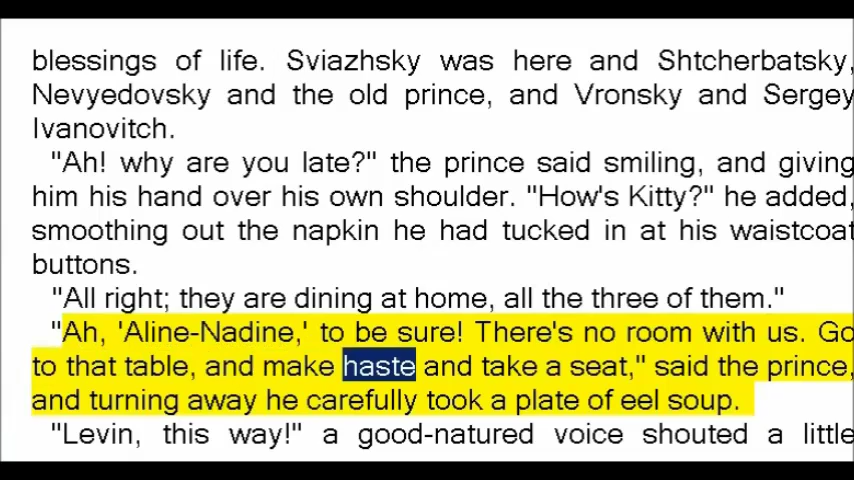 blessings of life. Sviazhsky was here and Shtcherbatsky,
Nevyedovsky and the old prince, and Vronsky and Sergey
Ivanovitch.
"Ah! why are you late?" the prince said smiling, and giving
him his hand over his own shoulder. "How's Kitty?" he added,
smoothing out the napkin he had tucked in at his waistcoat
buttons.
"All right; they are dining at home, all the three of them."
"Ah, 'Aline-Nadine,' to be sure! There's no room with us. Go
to that table, and make haste and take a seat," said the prince,
and turning away he carefully took a plate of eel soup.
"Levin, this way!" a good-natured voice shouted a little